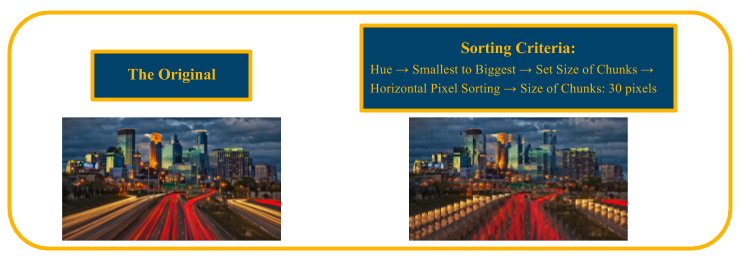 The Original
Sorting Criteria:
Hue → Smallest to Biggest → Set Size of Chunks →
Horizontal Pixel Sorting → Size of Chunks: 30 pixels